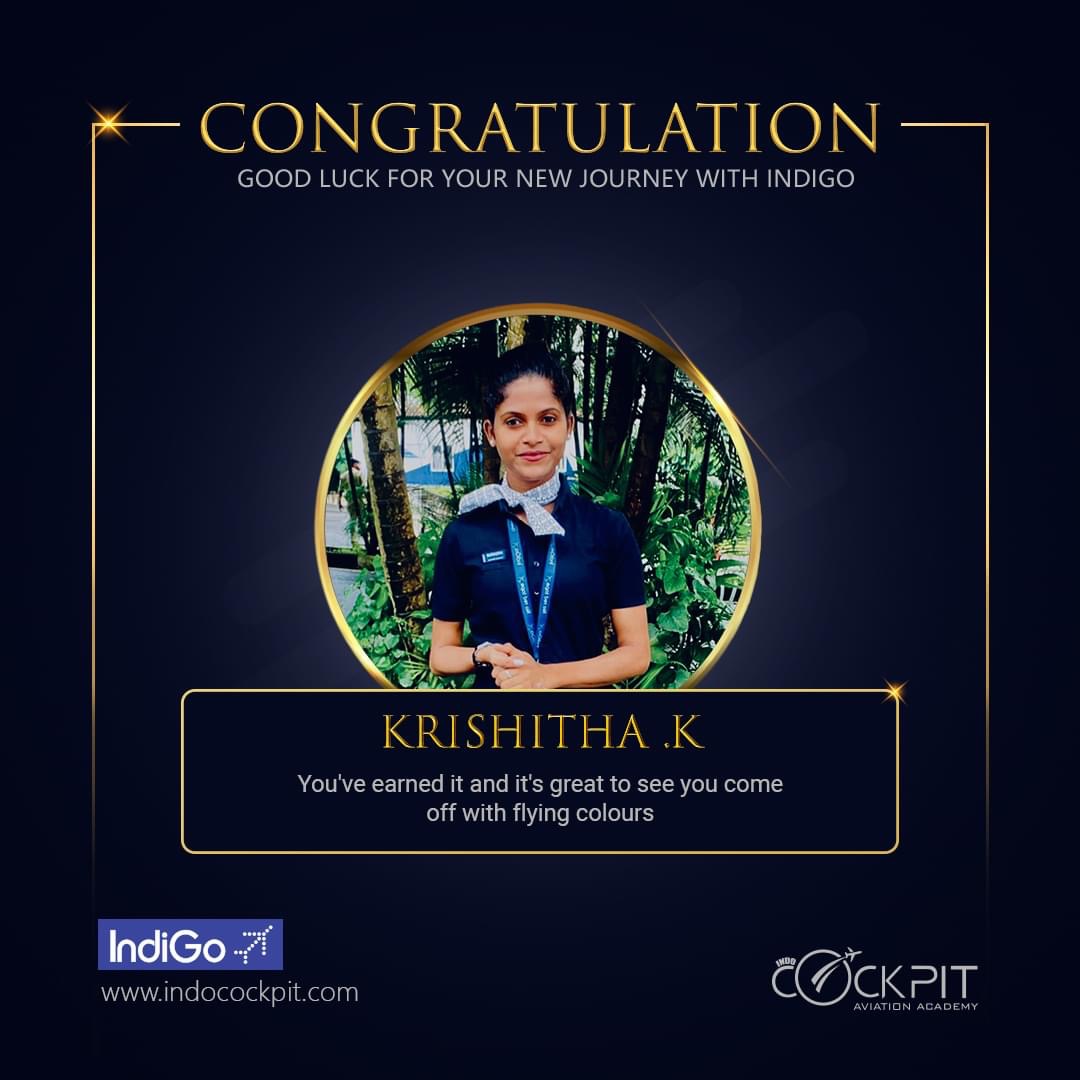 CONGRATULATION
GOOD LUCK FOR YOUR NEW JOURNEY WITH INDIGO
KRISHITHA .K
You've earned it and it's great to see you come
off with flying colours
IndiGo
www.indocockpit.com
INDO
COCKPIT
AVIATION ACADEMY